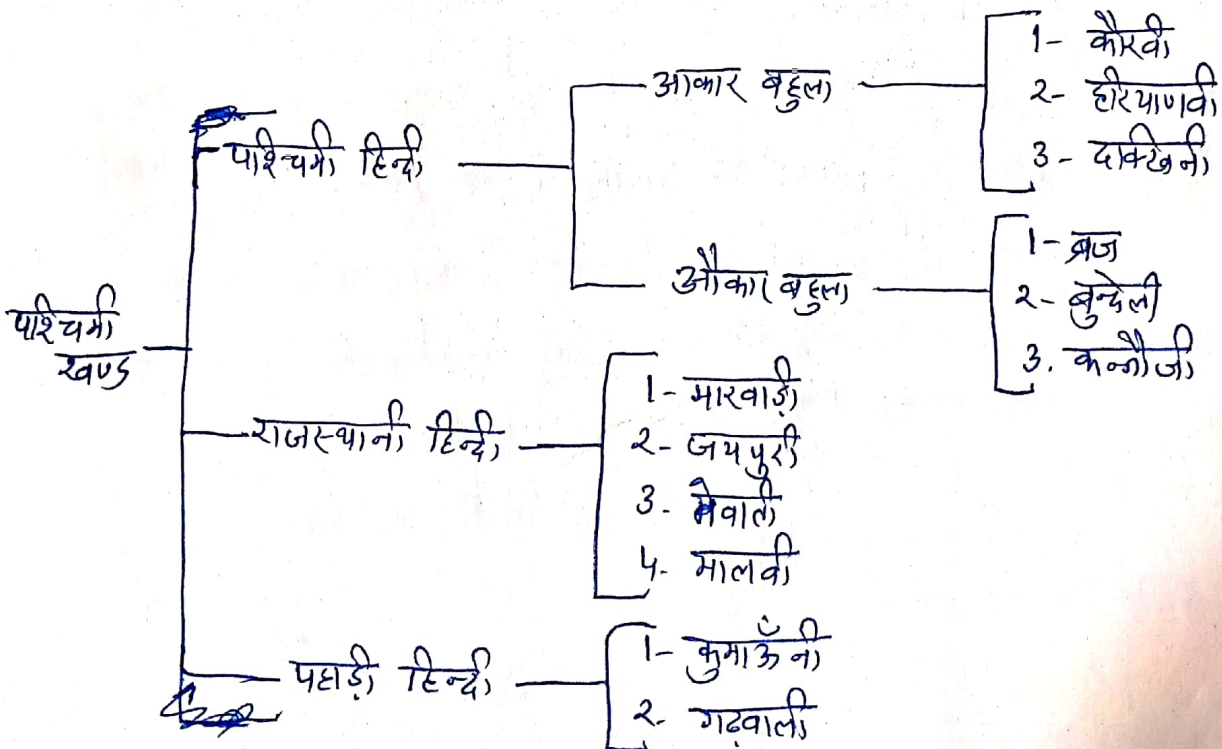 पश्चिमी खण्ड
पश्चिमी हिन्दी
आकार बहुला
1- कौरवी
2- हरियाणवी
3- दक्खिनी
औकार बहुला
1- ब्रज
2- बुन्देली
3. कन्नौजी
राजस्थानी हिन्दी
1- मारवाड़ी
2- जयपुरी
3- मेवाती
4- मालवी
पहाड़ी हिन्दी
1- कुमाऊँनी
2- गढ़वाली